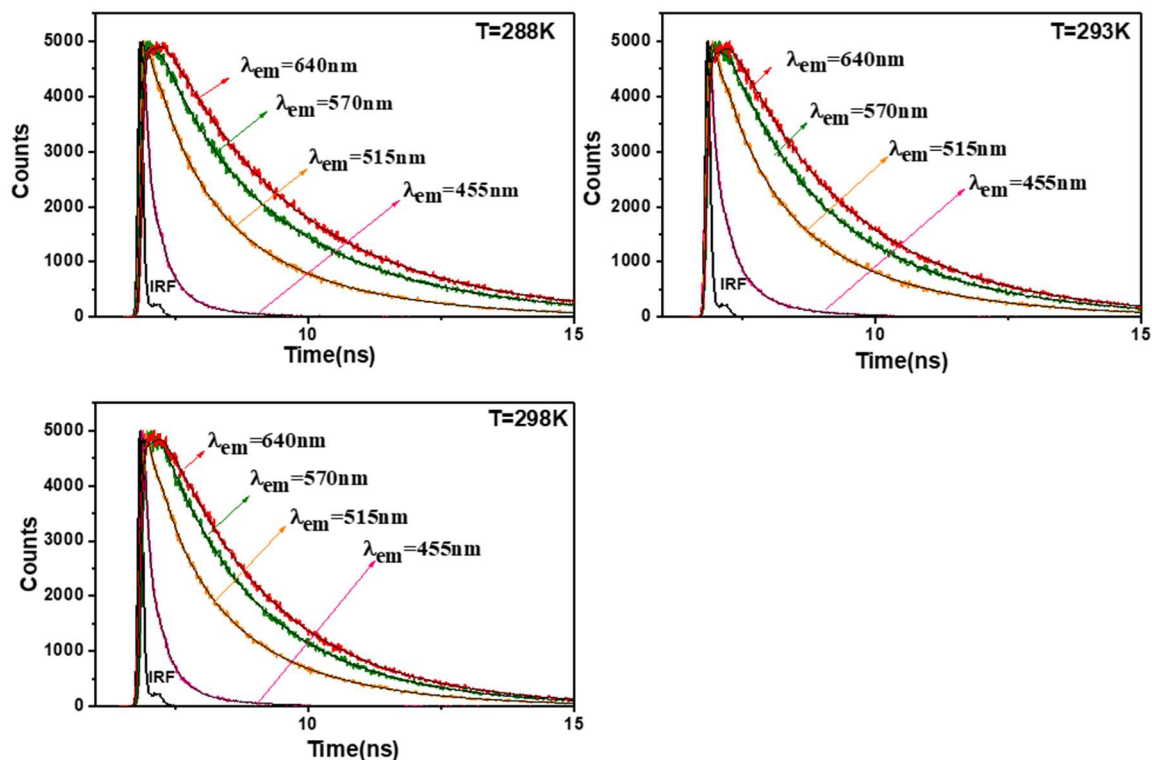 T=288K
5000
4000
3000
2000
1000
0
Counts
λem=640nm
λem=570nm
λem=515nm
λem=455nm
IRF
10
15
Time(ns)
T=293K
5000
4000
3000
2000
1000
0
Counts
λem=640nm
λem=570nm
λem=515nm
λem=455nm
IRF
10
15
Time(ns)
T=298K
5000
4000
3000
2000
1000
0
Counts
λem=640nm
λem=570nm
λem=515nm
λem=455nm
IRF
10
15
Time(ns)